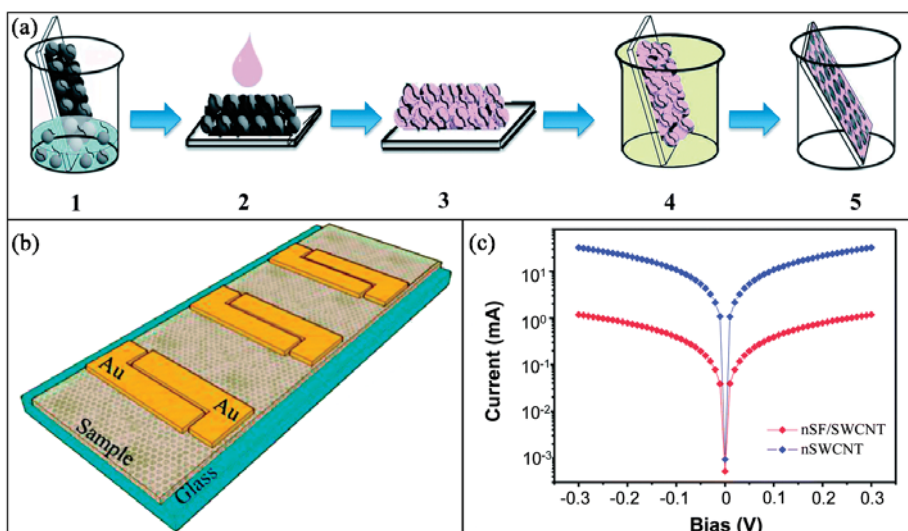 (a)
1 2 3 4 5
(b)
Au
Au
Sample
Glass
(c)
Current (mA)
10¹
10⁰
10⁻¹
10⁻²
10⁻³
nSF/SWCNT
nSWCNT
-0.3 -0.2 -0.1 0 0.1 0.2 0.3
Bias (V)